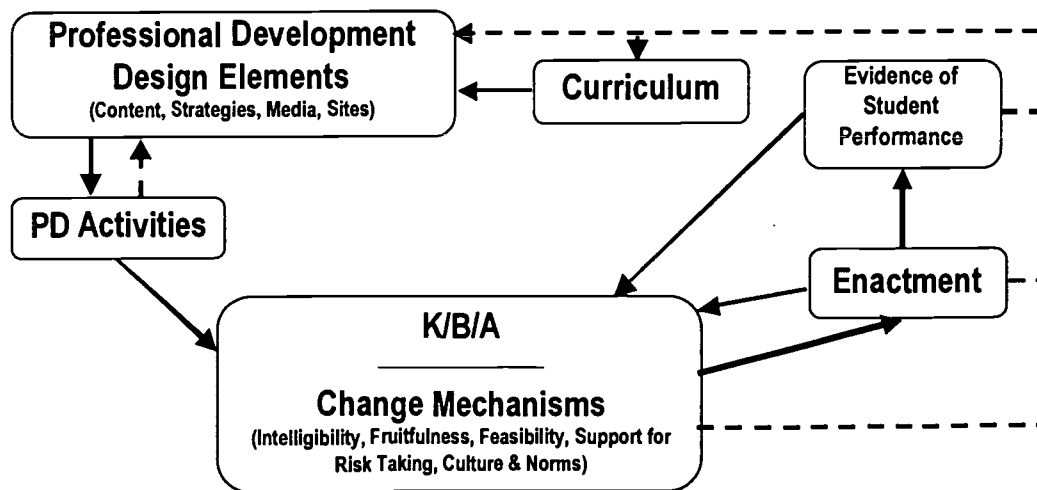 Professional Development
Design Elements
(Content, Strategies, Media, Sites)
Curriculum
Evidence of
Student
Performance
PD Activities
Enactment
K/B/A
Change Mechanisms
(Intelligibility, Fruitfulness, Feasibility, Support for
Risk Taking, Culture & Norms)